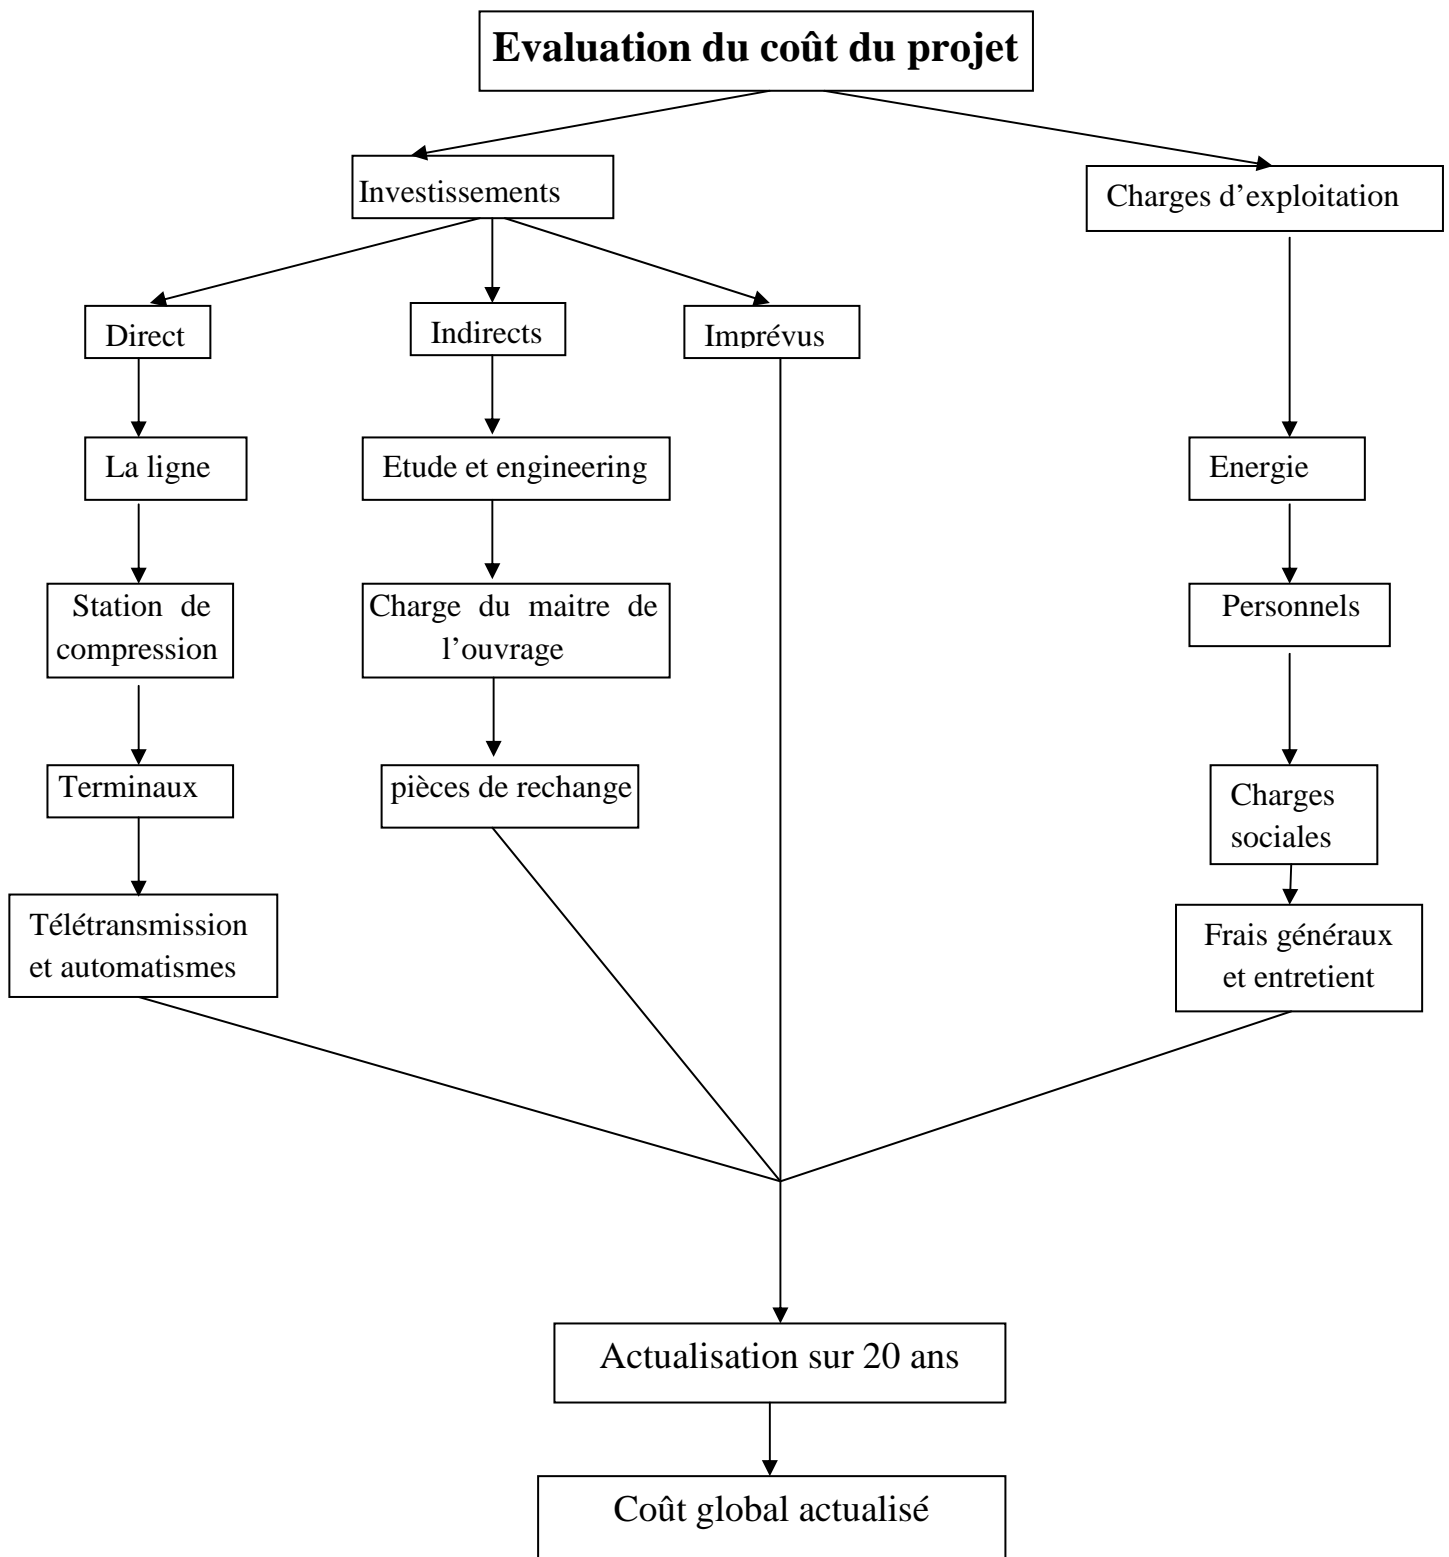 Evaluation du coût du projet
Investissements
Charges d’exploitation
Direct
Indirects
Imprévus
La ligne
Etude et engineering
Energie
Station de
compression
Charge du maitre de
l’ouvrage
Personnels
Terminaux
pièces de rechange
Charges
sociales
Télétransmission
et automatismes
Frais généraux
et entretient
Actualisation sur 20 ans
Coût global actualisé